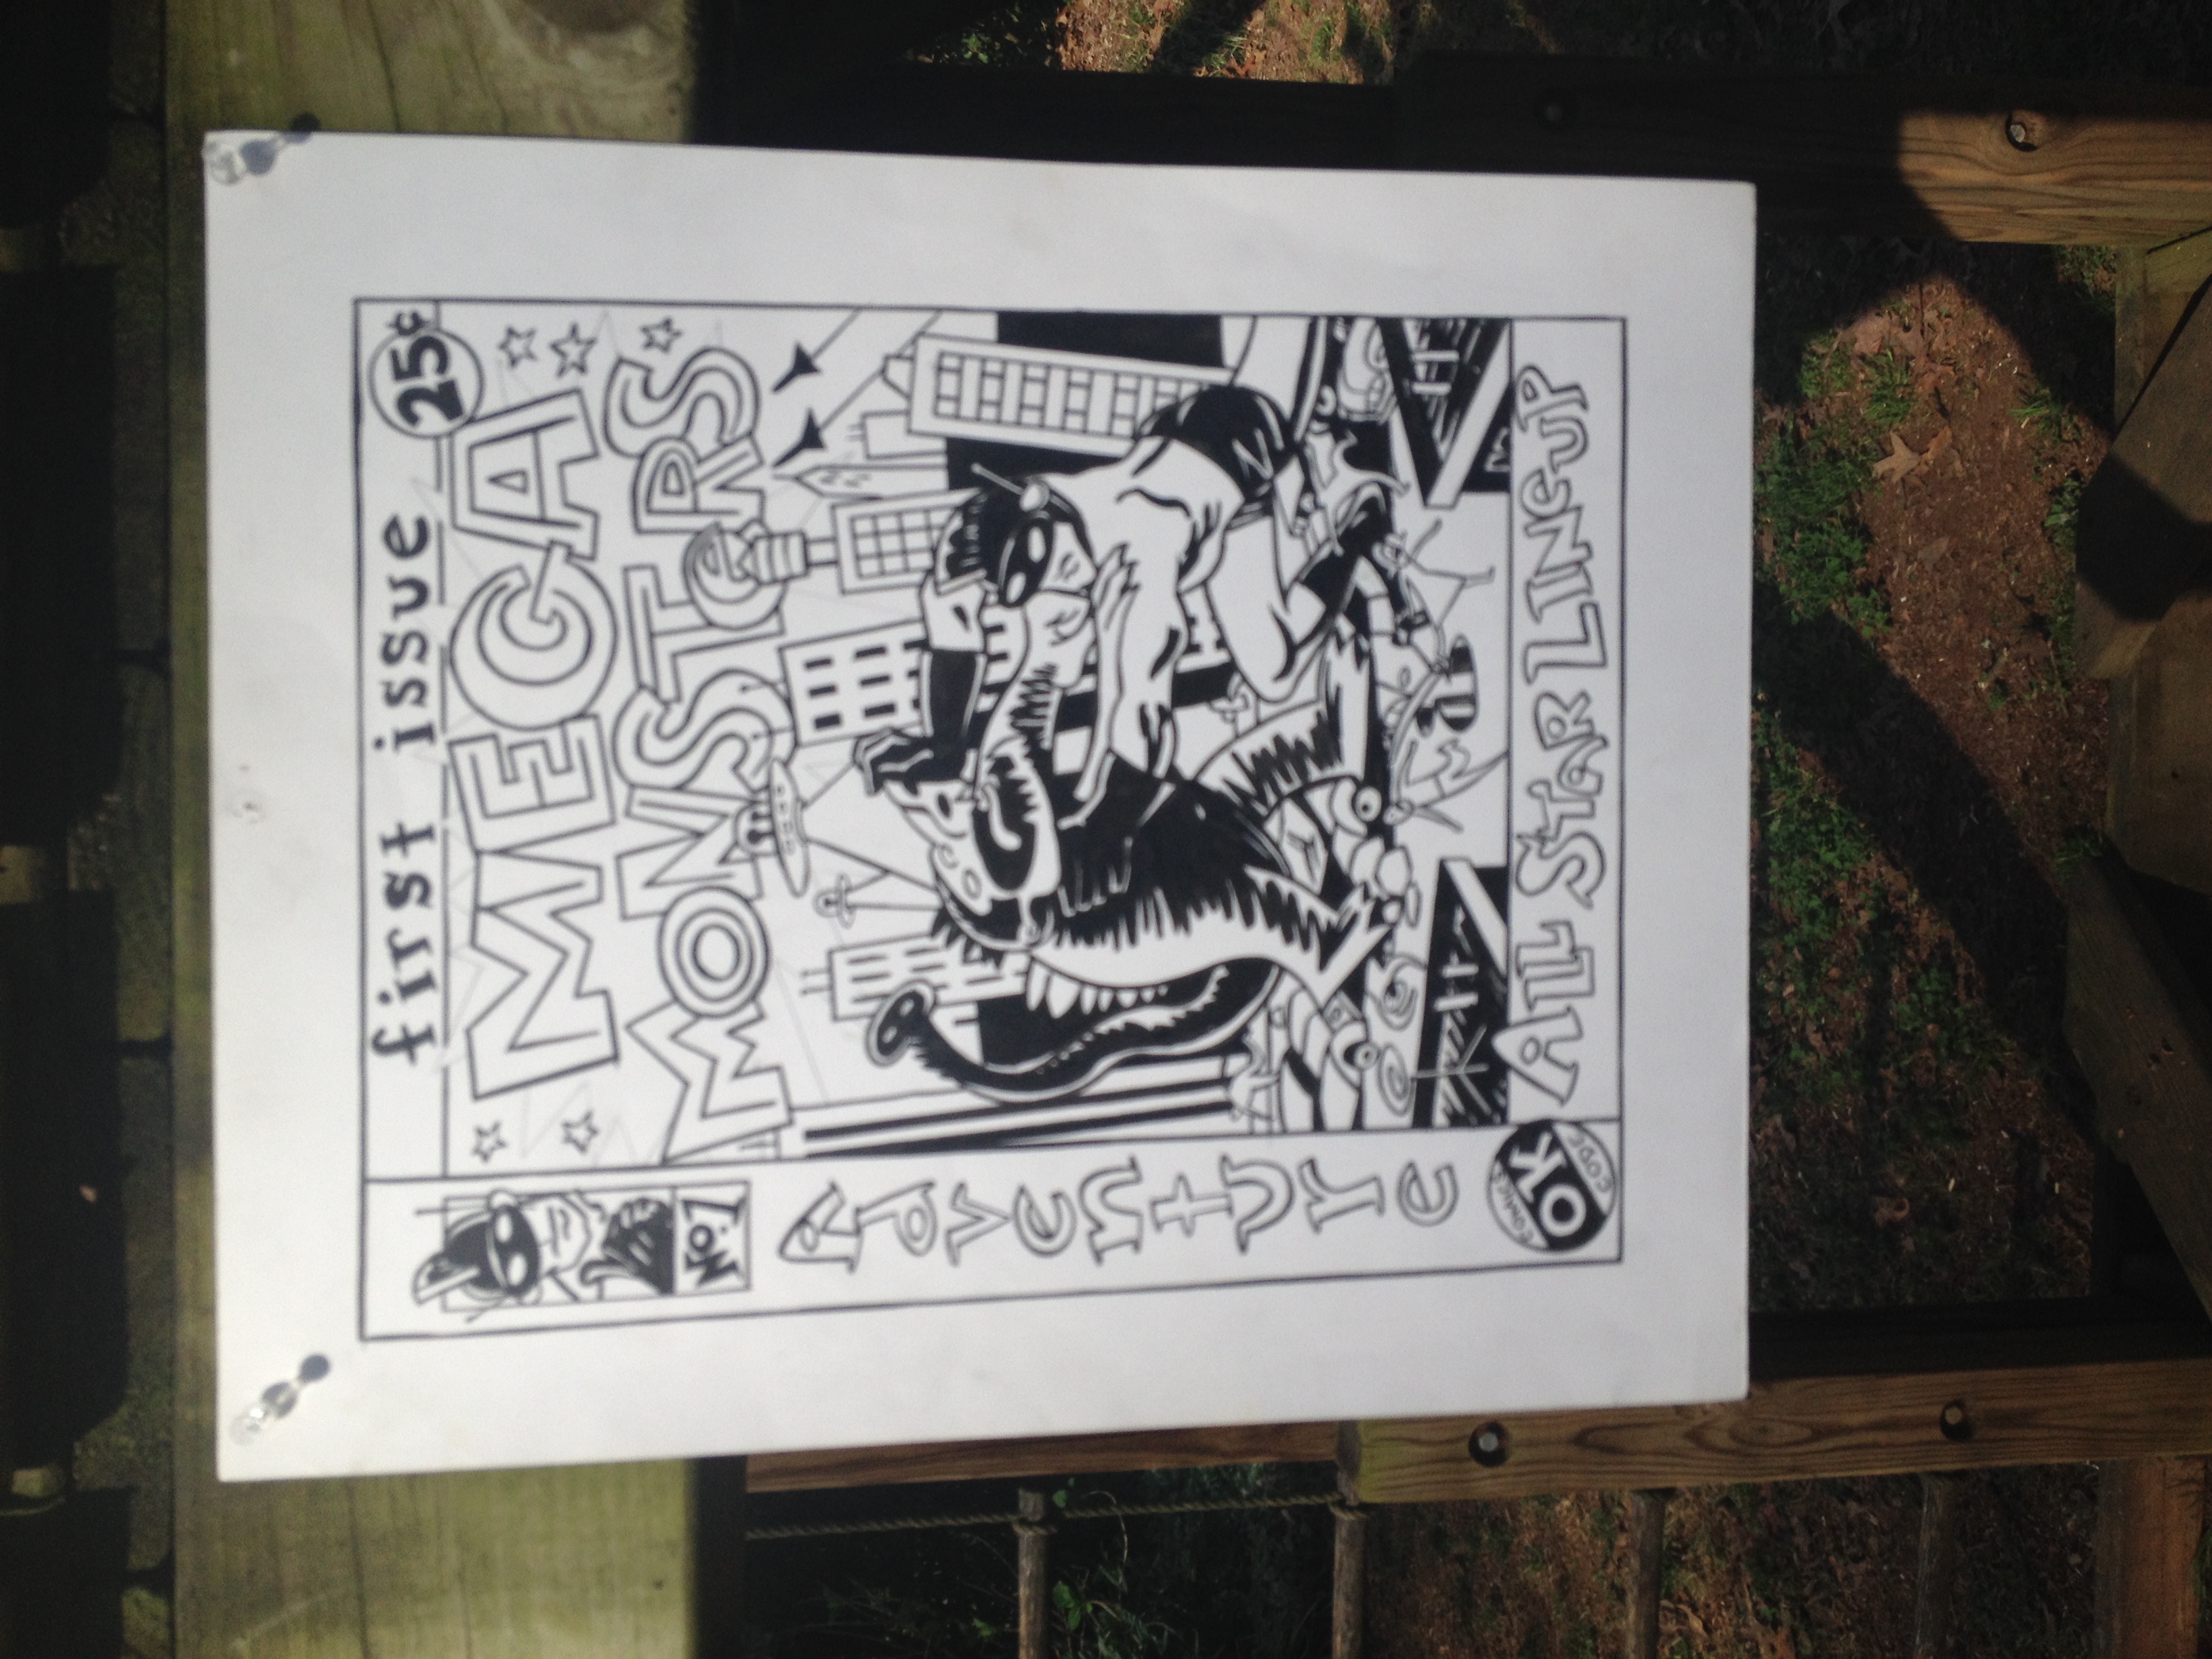 first issue
25¢
MEGA
MONSTeRS
No.1
Adventure
COMICS
OK
CODE
ALL STAR LINEUP